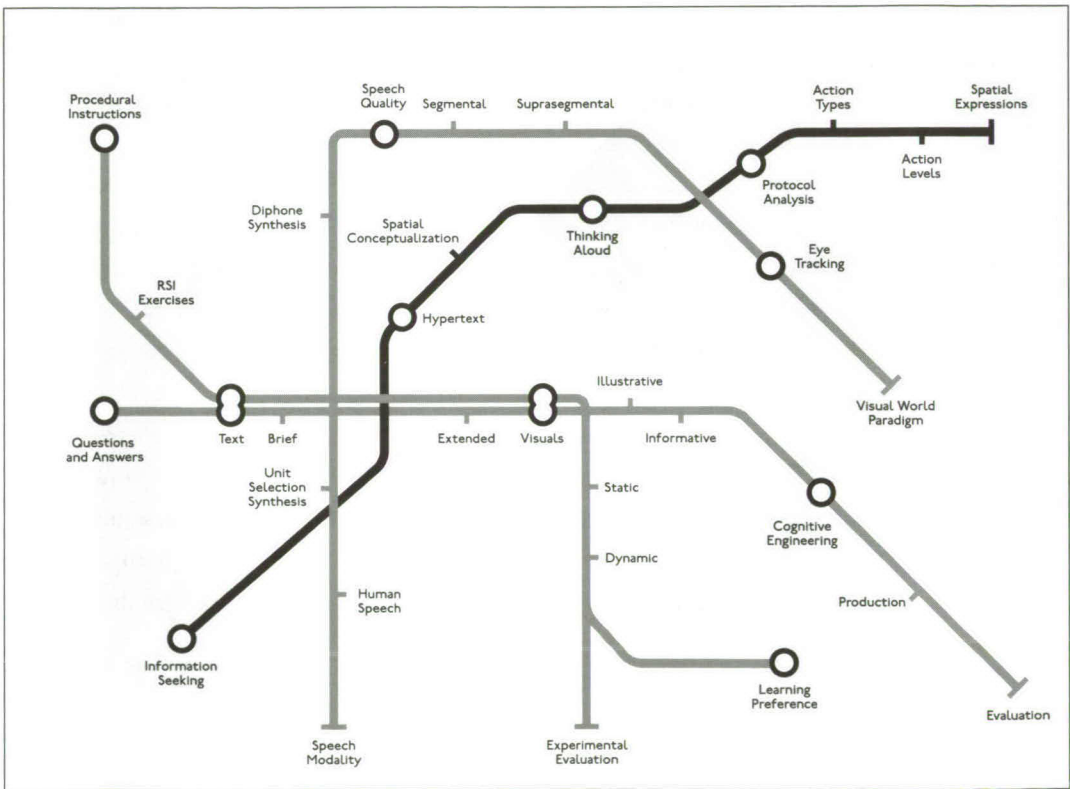 Procedural
Instructions
Speech
Quality
Segmental
Suprasegmental
Action
Types
Spatial
Expressions
Action
Levels
Protocol
Analysis
Diphone
Synthesis
Spatial
Conceptualization
Thinking
Aloud
Eye
Tracking
RSI
Exercises
Hypertext
Illustrative
Visual World
Paradigm
Questions
and Answers
Text
Brief
Extended
Visuals
Informative
Unit
Selection
Synthesis
Static
Cognitive
Engineering
Dynamic
Human
Speech
Production
Information
Seeking
Learning
Preference
Evaluation
Speech
Modality
Experimental
Evaluation